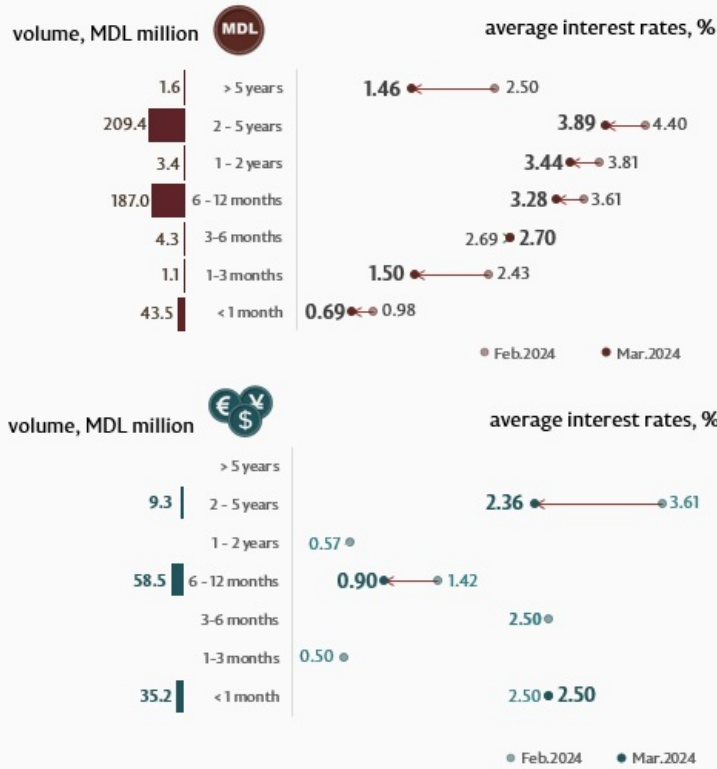 volume, MDL million MDL average interest rates, %
1.6 > 5 years 1.46 2.50
209.4 2 - 5 years 3.89 4.40
3.4 1 - 2 years 3.44 3.81
187.0 6 - 12 months 3.28 3.61
4.3 3-6 months 2.69 2.70
1.1 1-3 months 1.50 2.43
43.5 < 1 month 0.69 0.98
Feb.2024 Mar.2024
€ ¥ $
volume, MDL million average interest rates, %
> 5 years
9.3 2 - 5 years 2.36 3.61
1 - 2 years 0.57
58.5 6 - 12 months 0.90 1.42
3-6 months 2.50
1-3 months 0.50
35.2 < 1 month 2.50 2.50
Feb.2024 Mar.2024